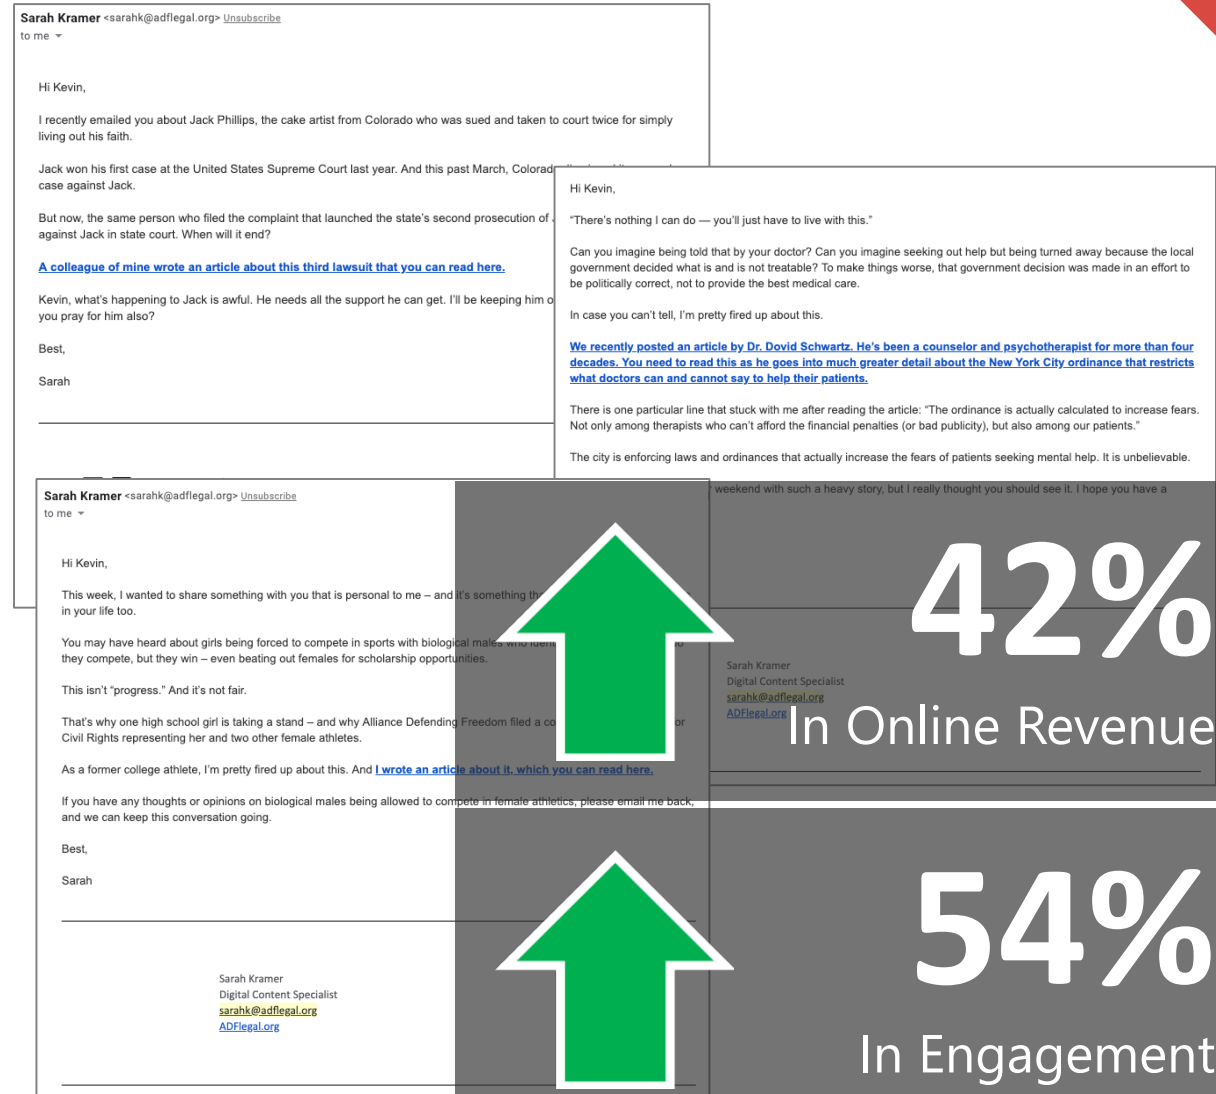 Sarah Kramer <sarahk@adflegal.org> Unsubscribe
to me
Hi Kevin,
I recently emailed you about Jack Phillips, the cake artist from Colorado who was sued and taken to court twice for simply
living out his faith.
Jack won his first case at the United States Supreme Court last year. And this past March,
case against Jack.
But now, the same person who filed the complaint that launched the state's second prosecution of
against Jack in state court. When will it end?
A colleague of mine wrote an article about this third lawsuit that you can read here.
Kevin, what's happening to Jack is awful. He needs all the support he can get. I'll be keeping him
you pray for him also?
Best,
Sarah
Hi Kevin,
“There's nothing I can do — you'll just have to live with this.”
Can you imagine being told that by your doctor? Can you imagine seeking out help but being turned away because the local
government decided what is and is not treatable? To make things worse, that government decision was made in an effort to
be politically correct, not to provide the best medical care.
In case you can't tell, I'm pretty fired up about this.
We recently posted an article by Dr. Dovid Schwartz. He's been a counselor and psychotherapist for more than four
decades. You need to read this as he goes into much greater detail about the New York City ordinance that restricts
what doctors can and cannot say to help their patients.
There is one particular line that stuck with me after reading the article: “The ordinance is actually calculated to increase fears.
Not only among therapists who can't afford the financial penalties (or bad publicity), but also among our patients.”
The city is enforcing laws and ordinances that actually increase the fears of patients seeking mental help. It is unbelievable.
weekend with such a heavy story, but I really thought you should see it. I hope you have a
Sarah Kramer
Digital Content Specialist
sarahk@adflegal.org
ADFlegal.org
Sarah Kramer <sarahk@adflegal.org> Unsubscribe
to me
Hi Kevin,
This week, I wanted to share something with you that is personal to me – and it's something
in your life too.
You may have heard about girls being forced to compete in sports with biological males who
they compete, but they win – even beating out females for scholarship opportunities.
This isn't “progress.” And it's not fair.
That's why one high school girl is taking a stand – and why Alliance Defending Freedom filed a
Civil Rights representing her and two other female athletes.
As a former college athlete, I'm pretty fired up about this. And I wrote an article about it, which you can read here.
If you have any thoughts or opinions on biological males being allowed to compete in female athletics, please email me back,
and we can keep this conversation going.
Best,
Sarah
Sarah Kramer
Digital Content Specialist
sarahk@adflegal.org
ADFlegal.org
42%
In Online Revenue
54%
In Engagement